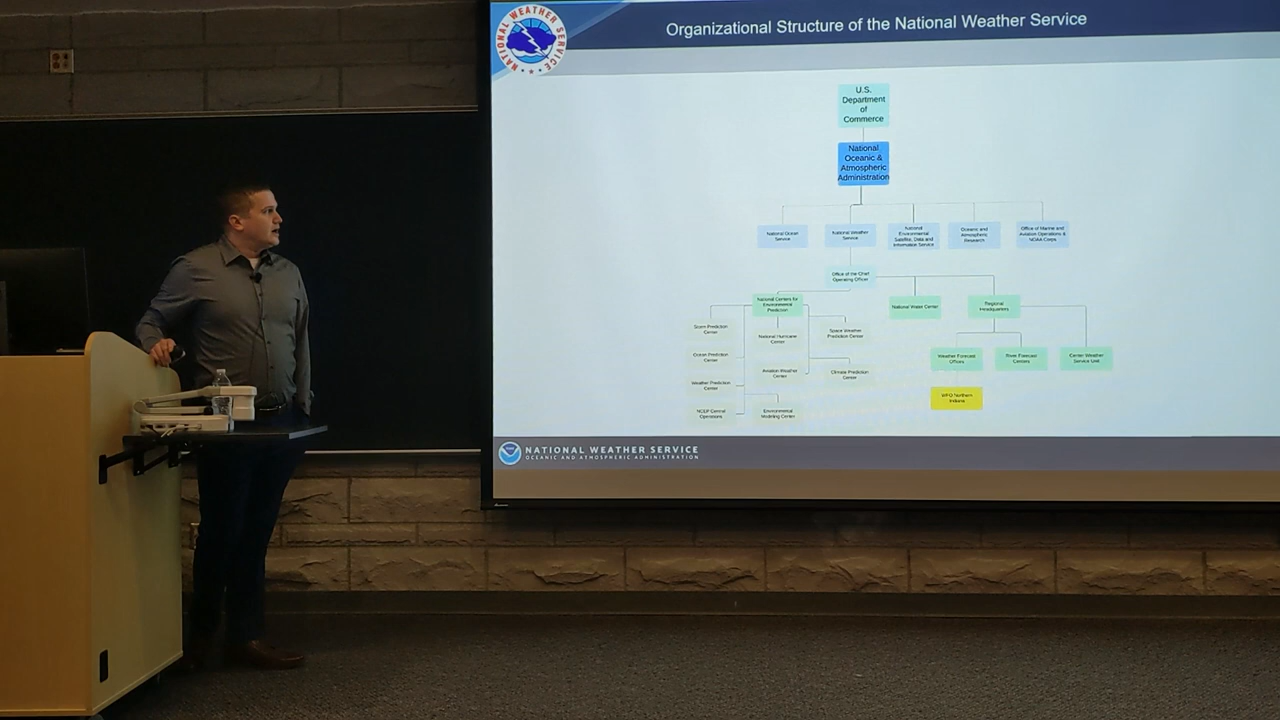 NATIONAL WEATHER SERVICE
Organizational Structure of the National Weather Service
U.S.
Department
of
Commerce
National
Oceanic &
Atmospheric
Administration
National Ocean
Service
National Weather
Service
National
Environmental
Satellite, Data and
Information Service
Oceanic and
Atmospheric
Research
Office of Marine and
Aviation Operations &
NOAA Corps
Office of the Chief
Operating Officer
National Centers for
Environmental
Prediction
National Water Center
Regional
Headquarters
Storm Prediction
Center
National Hurricane
Center
Space Weather
Prediction Center
Ocean Prediction
Center
Aviation Weather
Center
Climate Prediction
Center
Weather Prediction
Center
NCEP Central
Operations
Environmental
Modeling Center
Weather Forecast
Offices
River Forecast
Centers
Center Weather
Service Unit
WFO Northern
Indiana
NATIONAL WEATHER SERVICE
OCEANIC AND ATMOSPHERIC ADMINISTRATION